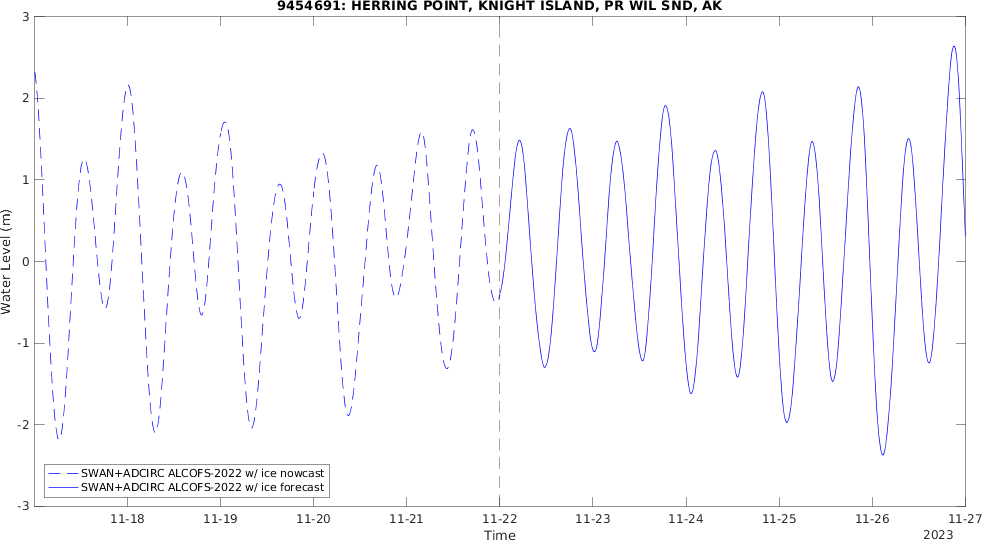 9454691: HERRING POINT, KNIGHT ISLAND, PR WIL SND, AK
3
2
1
0
-1
-2
-3
Water Level (m)
SWAN+ADCIRC ALCOFS-2022 w/ ice nowcast
SWAN+ADCIRC ALCOFS-2022 w/ ice forecast
11-18 11-19 11-20 11-21 11-22 11-23 11-24 11-25 11-26 11-27
Time
2023